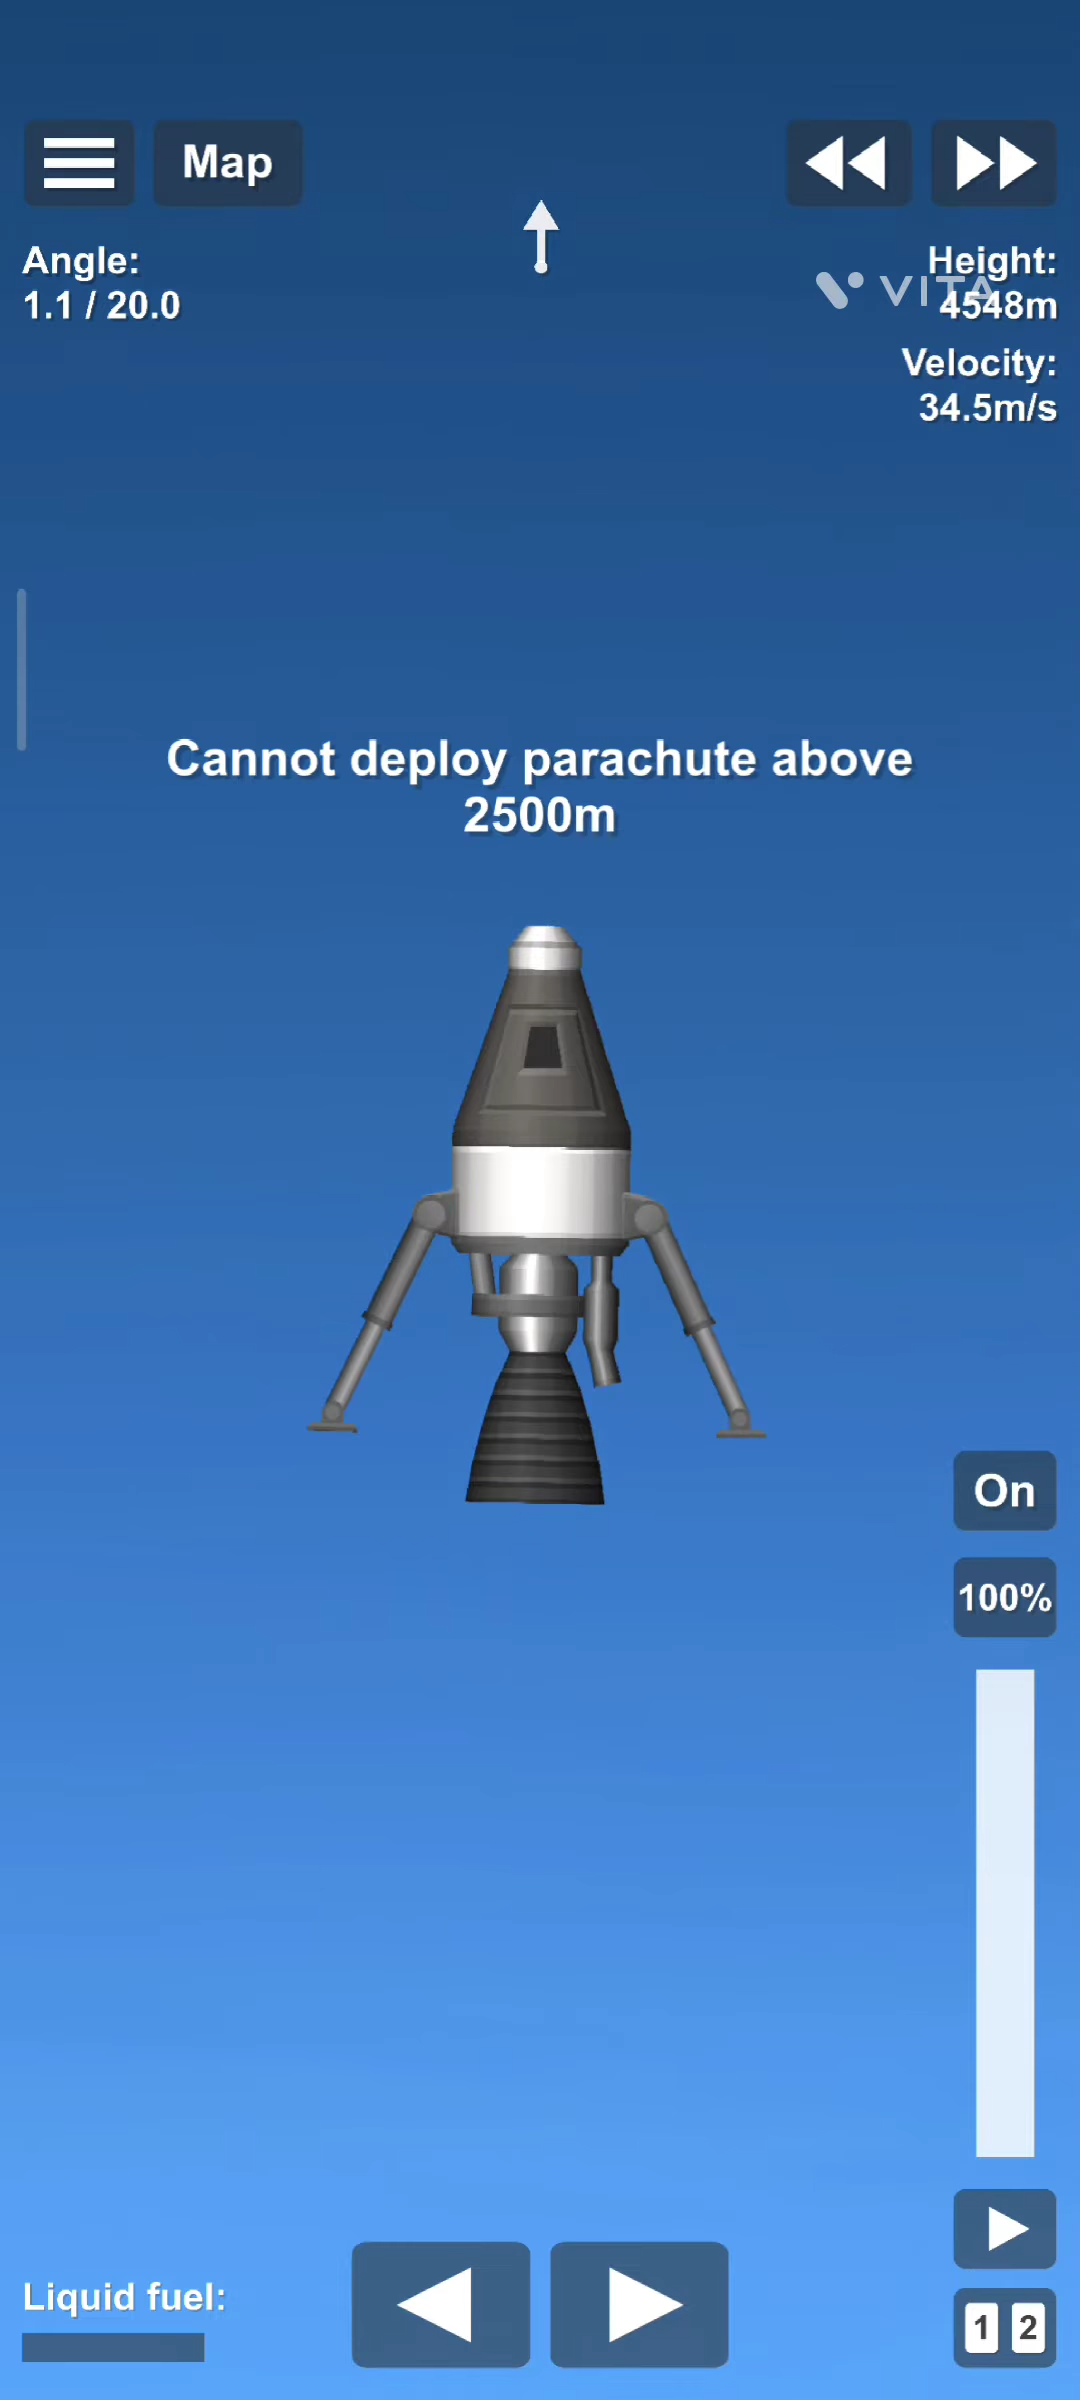 Map
Angle:
1.1 / 20.0
Height:
VITA
4548m
Velocity:
34.5m/s
Cannot deploy parachute above
2500m
On
100%
Liquid fuel:
1 2